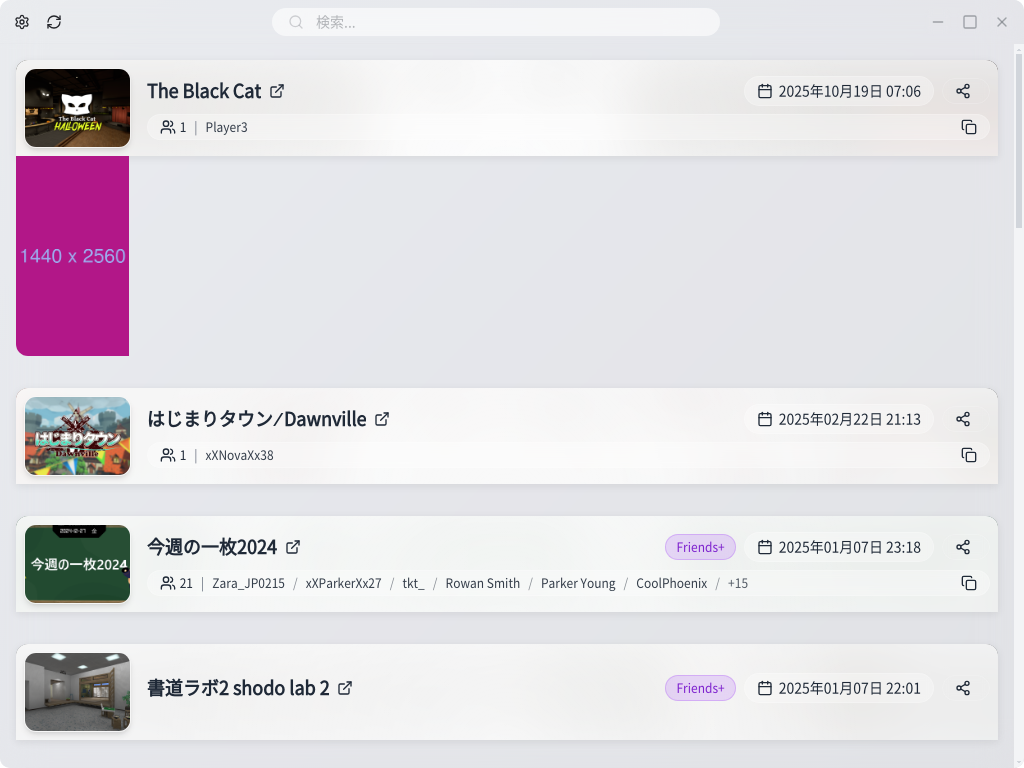 検索...
The Black Cat
2025年10月19日 07:06
The Black Cat
HALLOWEEN
1 | Player3
1440 x 2560
はじまりタウン/Dawnville
2025年02月22日 21:13
はじまりタウン
Dawnville
1 | xXNovaXx38
今週の一枚2024
Friends+
2025年01月07日 23:18
今週の一枚2024
21 | Zara_JP0215 / xXParkerXx27 / tkt_ / Rowan Smith / Parker Young / CoolPhoenix / +15
書道ラボ2 shodo lab 2
Friends+
2025年01月07日 22:01